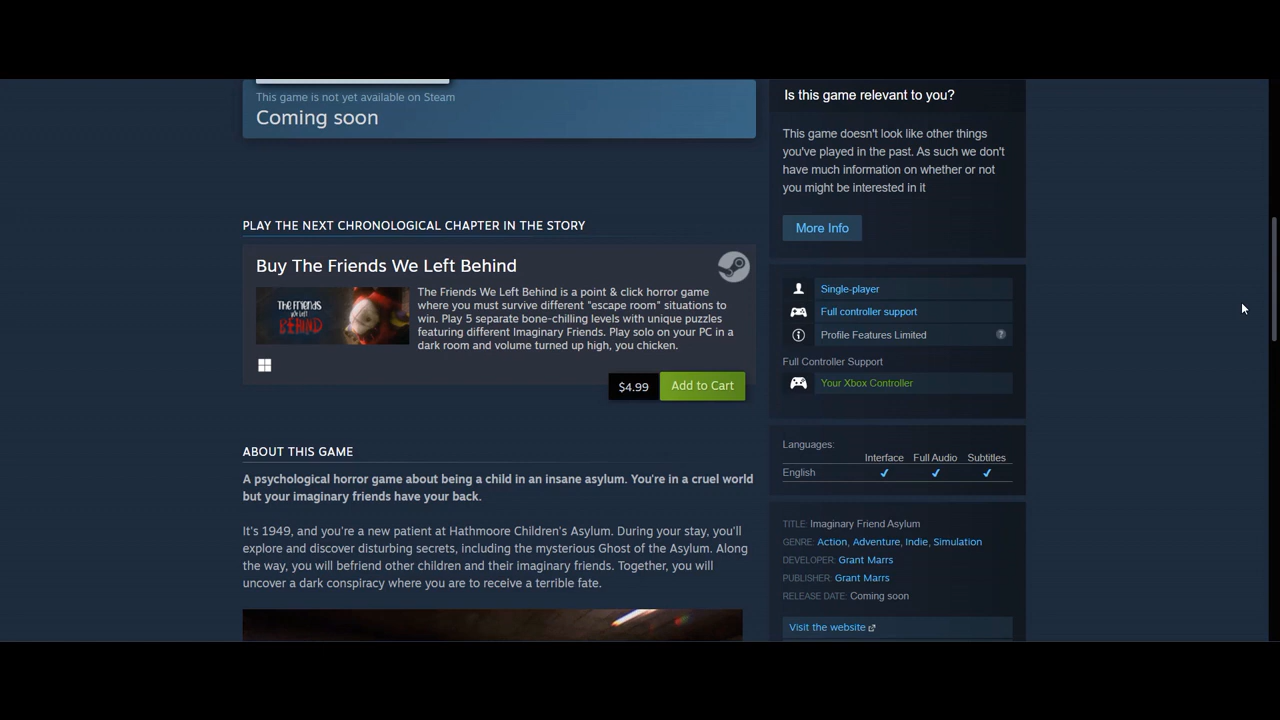 This game is not yet available on Steam
Coming soon
PLAY THE NEXT CHRONOLOGICAL CHAPTER IN THE STORY
Buy The Friends We Left Behind
THE FRIENDS
WE LEFT
BEHIND
The Friends We Left Behind is a point & click horror game
where you must survive different "escape room" situations to
win. Play 5 separate bone-chilling levels with unique puzzles
featuring different Imaginary Friends. Play solo on your PC in a
dark room and volume turned up high, you chicken.
$4.99
Add to Cart
ABOUT THIS GAME
A psychological horror game about being a child in an insane asylum. You're in a cruel world
but your imaginary friends have your back.
It's 1949, and you're a new patient at Hathmoore Children's Asylum. During your stay, you'll
explore and discover disturbing secrets, including the mysterious Ghost of the Asylum. Along
the way, you will befriend other children and their imaginary friends. Together, you will
uncover a dark conspiracy where you are to receive a terrible fate.
Is this game relevant to you?
This game doesn't look like other things
you've played in the past. As such we don't
have much information on whether or not
you might be interested in it
More Info
Single-player
Full controller support
Profile Features Limited ?
Full Controller Support
Your Xbox Controller
Languages:
Interface Full Audio Subtitles
English ✔ ✔ ✔
TITLE: Imaginary Friend Asylum
GENRE: Action, Adventure, Indie, Simulation
DEVELOPER: Grant Marrs
PUBLISHER: Grant Marrs
RELEASE DATE: Coming soon
Visit the website